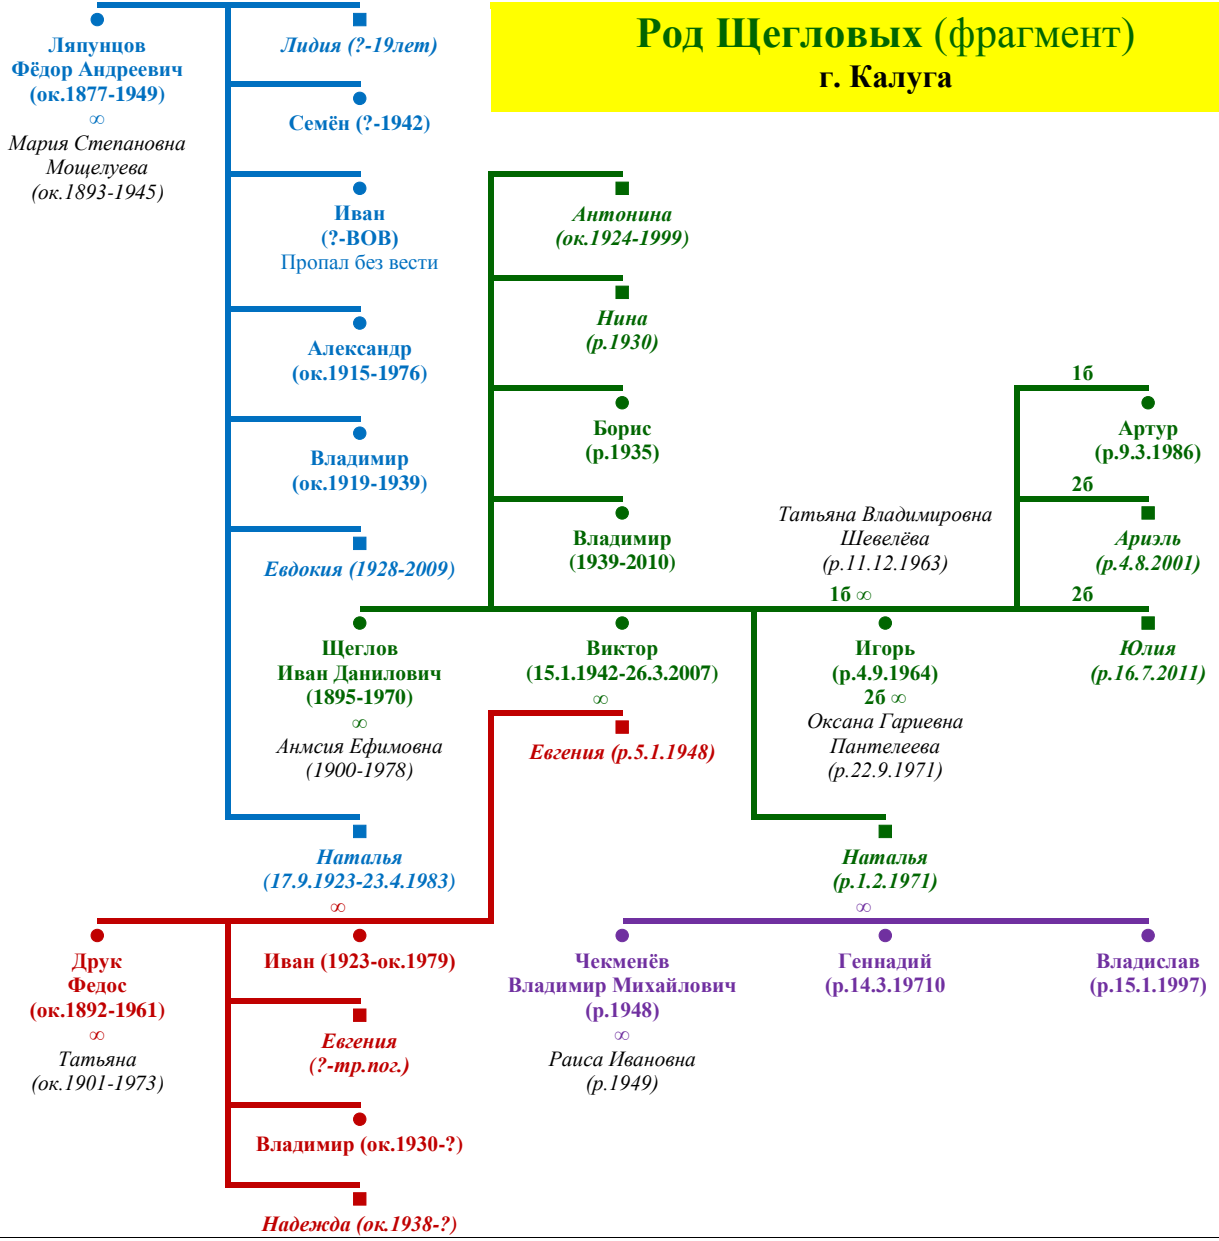 Род Щегловых (фрагмент)
г. Калуга
Ляпунцов
Фёдор Андреевич
(ок.1877-1949)
∞
Мария Степановна
Мощелуева
(ок.1893-1945)
Лидия (?-19лет)
Семён (?-1942)
Иван
(?-ВОВ)
Пропал без вести
Александр
(ок.1915-1976)
Владимир
(ок.1919-1939)
Евдокия (1928-2009)
Антонина
(ок.1924-1999)
Нина
(р.1930)
Борис
(р.1935)
Владимир
(1939-2010)
Татьяна Владимировна
Шевелёва
(р.11.12.1963)
1б ∞
1б
Артур
(р.9.3.1986)
2б
Ариэль
(р.4.8.2001)
2б
Юлия
(р.16.7.2011)
Щеглов
Иван Данилович
(1895-1970)
∞
Анмсия Ефимовна
(1900-1978)
Виктор
(15.1.1942-26.3.2007)
∞
Евгения (р.5.1.1948)
Игорь
(р.4.9.1964)
2б ∞
Оксана Гариевна
Пантелеева
(р.22.9.1971)
Наталья
(17.9.1923-23.4.1983)
∞
Наталья
(р.1.2.1971)
∞
Друк
Федос
(ок.1892-1961)
∞
Татьяна
(ок.1901-1973)
Иван (1923-ок.1979)
Евгения
(?-тр.пог.)
Владимир (ок.1930-?)
Надежда (ок.1938-?)
Чекменёв
Владимир Михайлович
(р.1948)
∞
Раиса Ивановна
(р.1949)
Геннадий
(р.14.3.19710
Владислав
(р.15.1.1997)